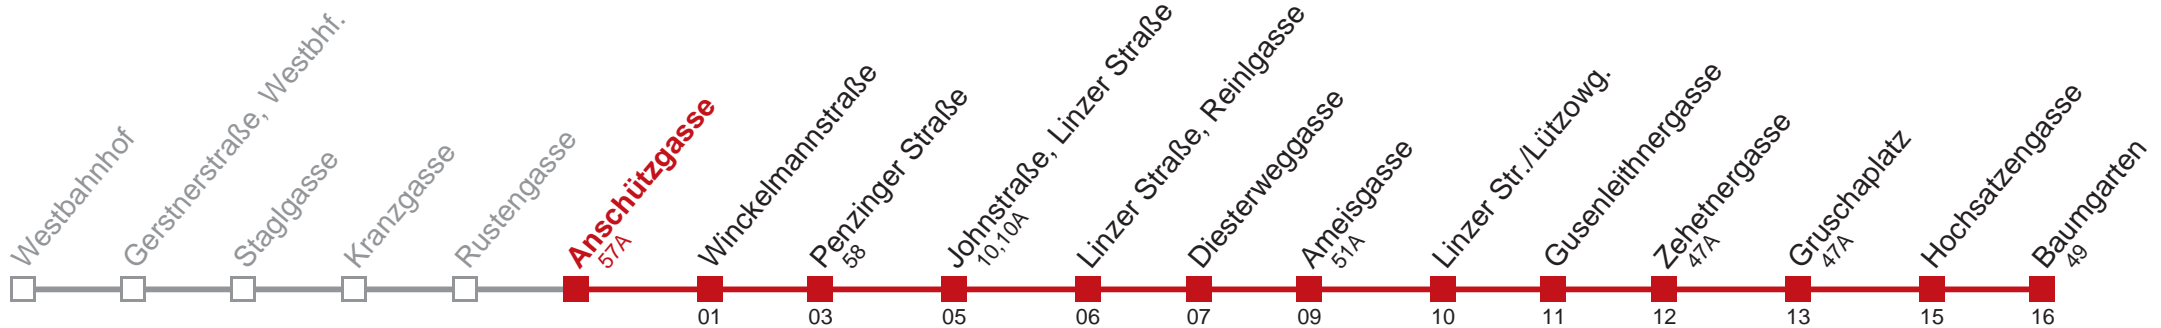 Westbahnhof
Gerstnerstraße, Westbhf.
Staglgasse
Kranzgasse
Rustengasse
Anschützgasse
57A
Winckelmannstraße
Penzinger Straße
58
Johnstraße, Linzer Straße
10,10A
Linzer Straße, Reinlgasse
Diesterweggasse
Ameisgasse
51A
Linzer Str./Lützowg.
Gusenleithnergasse
Zehetnergasse
47A
Gruschaplatz
47A
Hochsatzengasse
Baumgarten
49
01 03 05 06 07 09 10 11 12 13 15 16